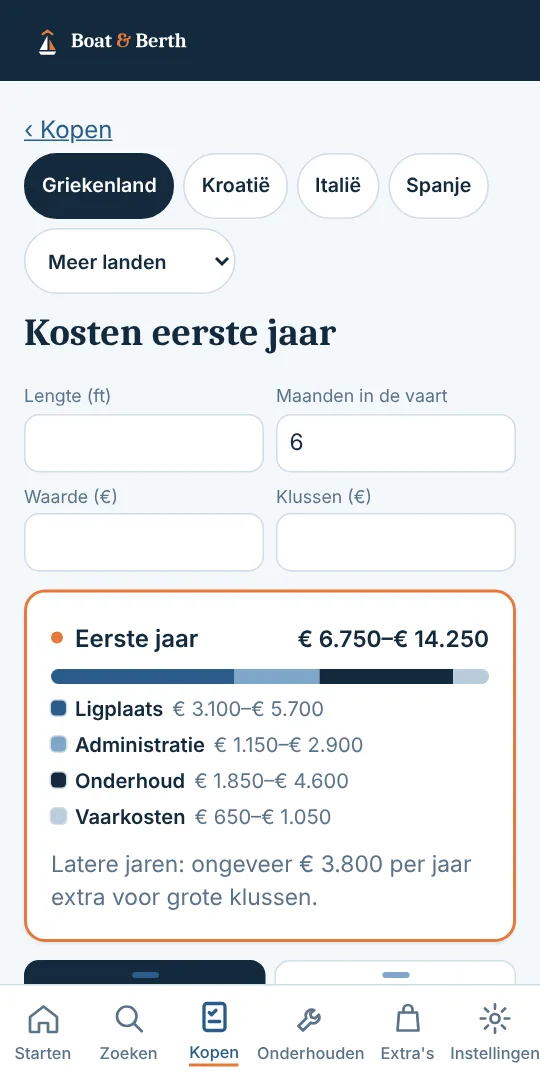 Boat & Berth
‹ Kopen
Griekenland
Kroatië
Italië
Spanje
Meer landen
Kosten eerste jaar
Lengte (ft)
Maanden in de vaart
6
Waarde (€)
Klussen (€)
Eerste jaar € 6.750–€ 14.250
Ligplaats € 3.100–€ 5.700
Administratie € 1.150–€ 2.900
Onderhoud € 1.850–€ 4.600
Vaarkosten € 650–€ 1.050
Latere jaren: ongeveer € 3.800 per jaar
extra voor grote klussen.
Starten
Zoeken
Kopen
Onderhouden
Extra's
Instellingen